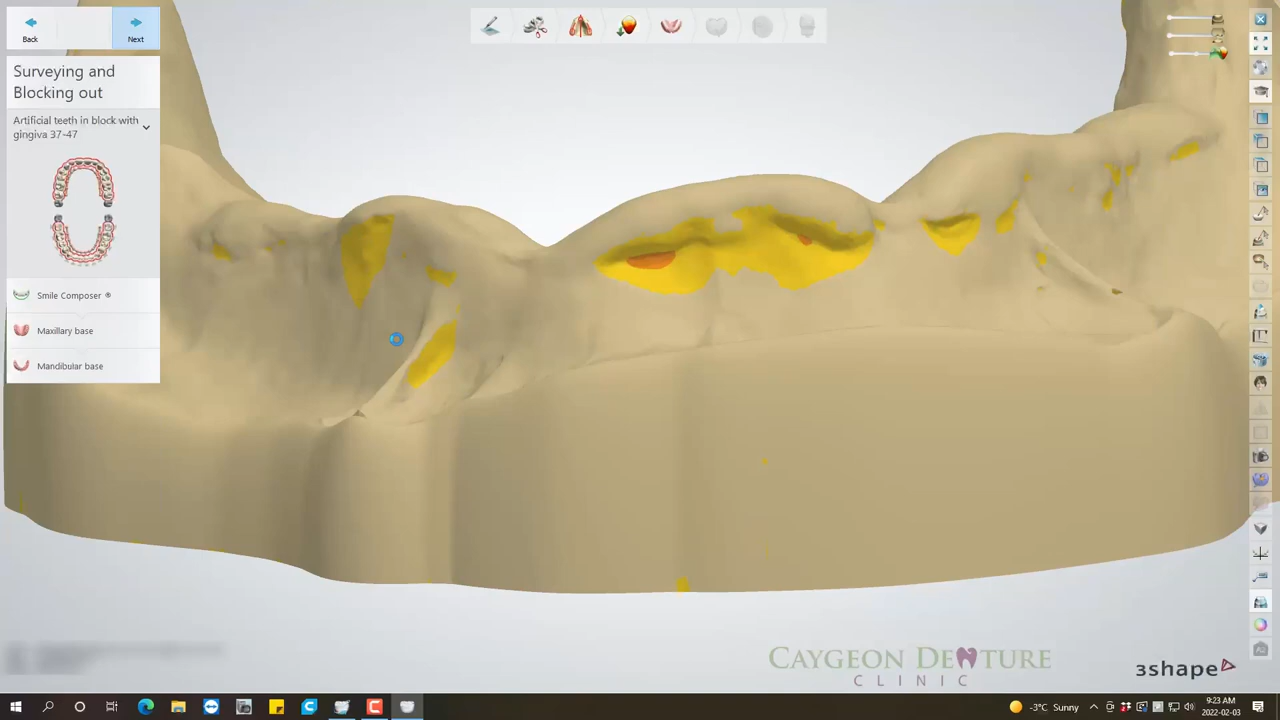 Back
Next
Surveying and
Blocking out
Artificial teeth in block with
gingiva 37-47
Smile Composer ®
Maxillary base
Mandibular base
CAYGEON DENTURE
CLINIC
3shape
-3°C Sunny
9:23 AM
2022-02-03